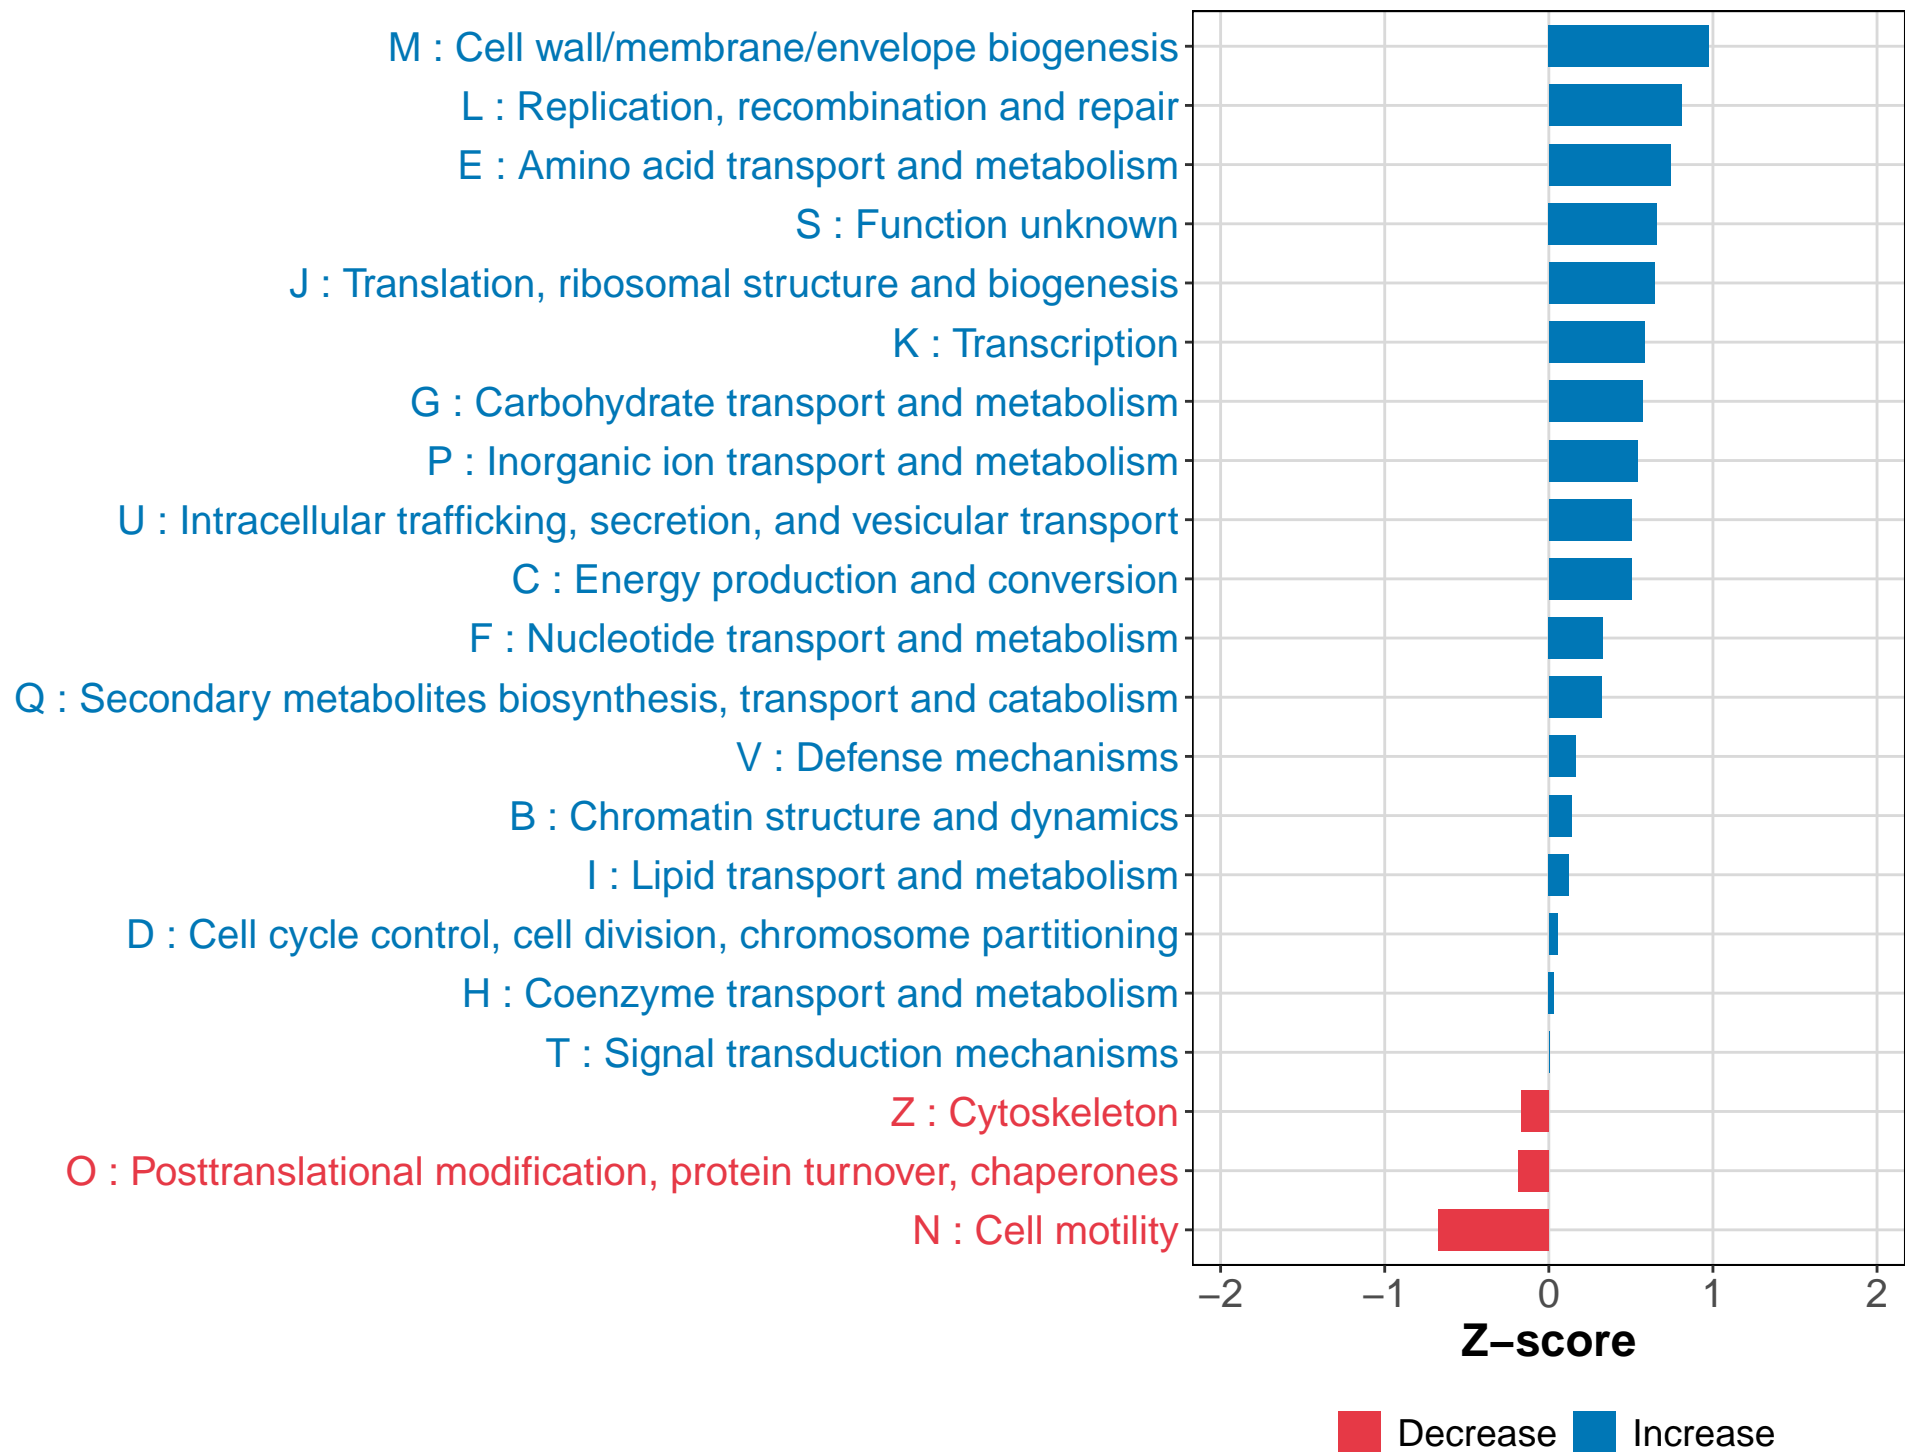 M : Cell wall/membrane/envelope biogenesis
L : Replication, recombination and repair
E : Amino acid transport and metabolism
S : Function unknown
J : Translation, ribosomal structure and biogenesis
K : Transcription
G : Carbohydrate transport and metabolism
P : Inorganic ion transport and metabolism
U : Intracellular trafficking, secretion, and vesicular transport
C : Energy production and conversion
F : Nucleotide transport and metabolism
Q : Secondary metabolites biosynthesis, transport and catabolism
V : Defense mechanisms
B : Chromatin structure and dynamics
I : Lipid transport and metabolism
D : Cell cycle control, cell division, chromosome partitioning
H : Coenzyme transport and metabolism
T : Signal transduction mechanisms
Z : Cytoskeleton
O : Posttranslational modification, protein turnover, chaperones
N : Cell motility
−2 −1 0 1 2
Z−score
Decrease Increase